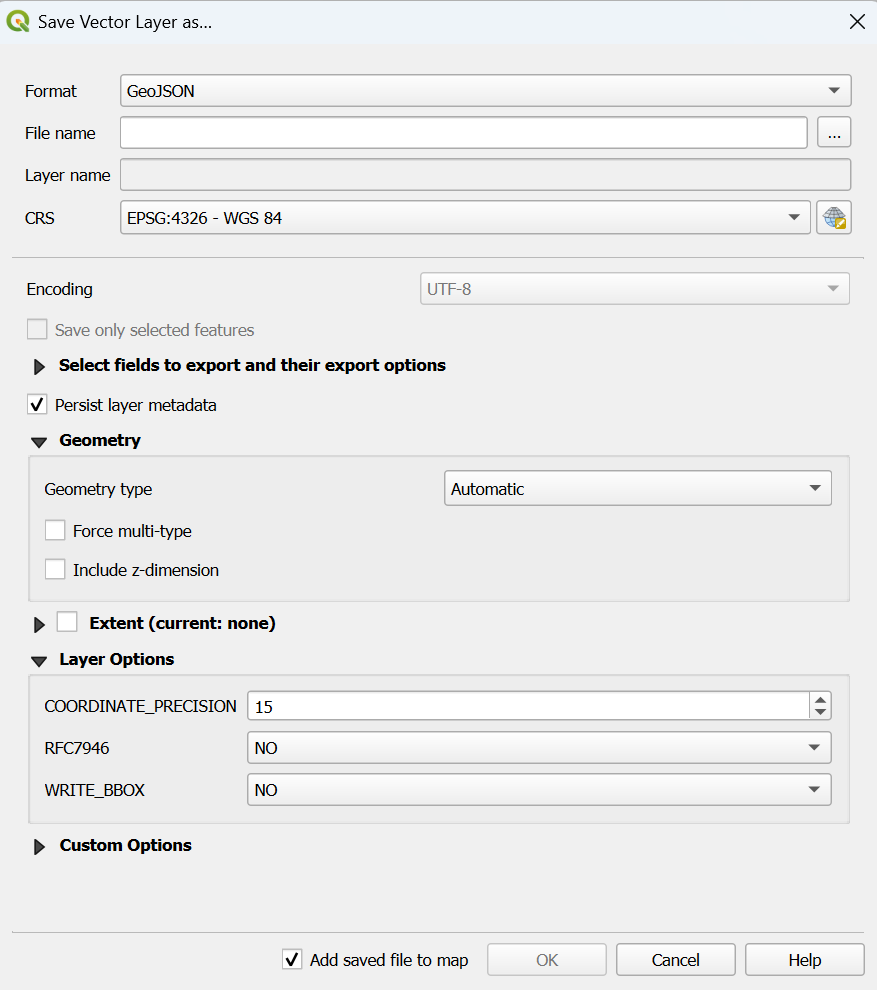 Save Vector Layer as...
Format GeoJSON
File name ...
Layer name
CRS EPSG:4326 - WGS 84
Encoding UTF-8
Save only selected features
Select fields to export and their export options
Persist layer metadata
Geometry
Geometry type Automatic
Force multi-type
Include z-dimension
Extent (current: none)
Layer Options
COORDINATE_PRECISION 15
RFC7946 NO
WRITE_BBOX NO
Custom Options
Add saved file to map OK Cancel Help